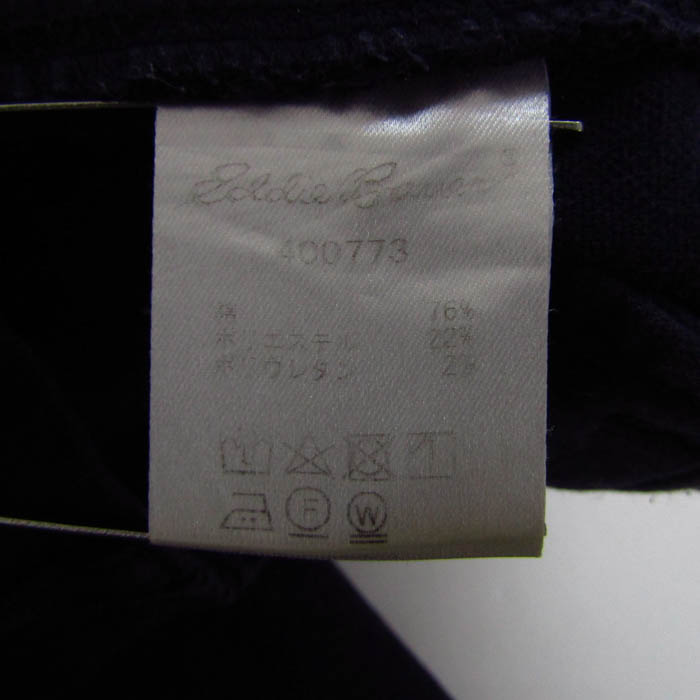 Eddie Bauer
400773
綿 76%
ポリエステル 22%
ポリウレタン 2%
F W